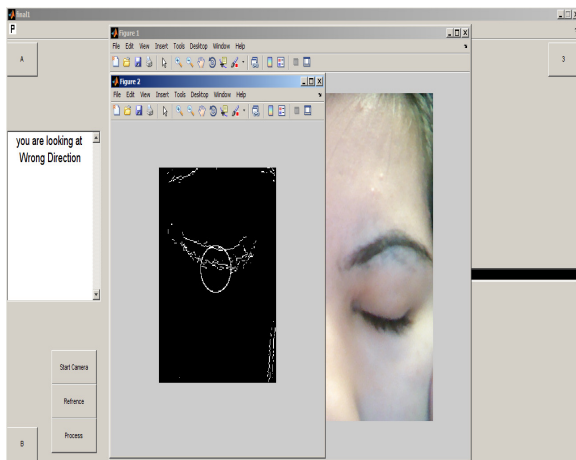 final1
P
A
3
you are looking at
Wrong Direction
Start Camera
Refrence
Process
B
Figure 1
File Edit View Insert Tools Desktop Window Help
Figure 2
File Edit View Insert Tools Desktop Window Help